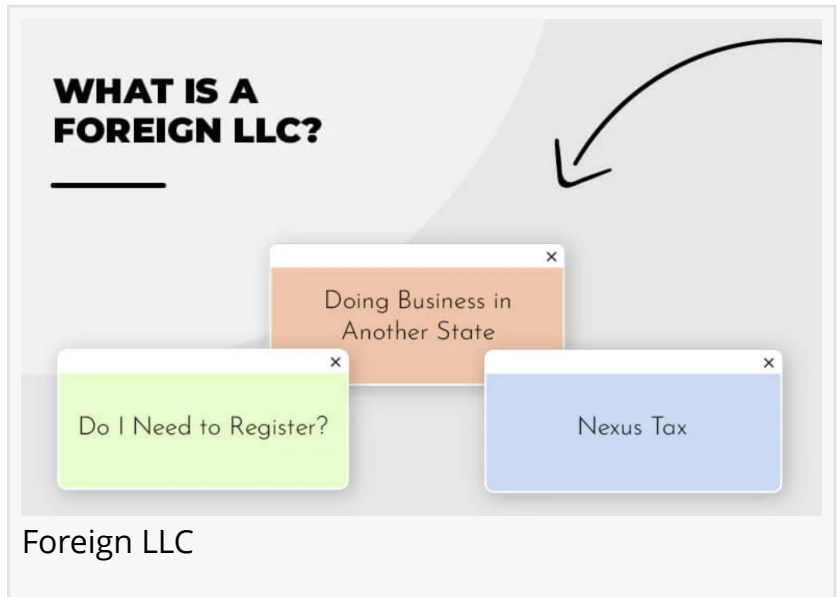 WHAT IS A
FOREIGN LLC?
Doing Business in
Another State
Do I Need to Register?
Nexus Tax
Foreign LLC